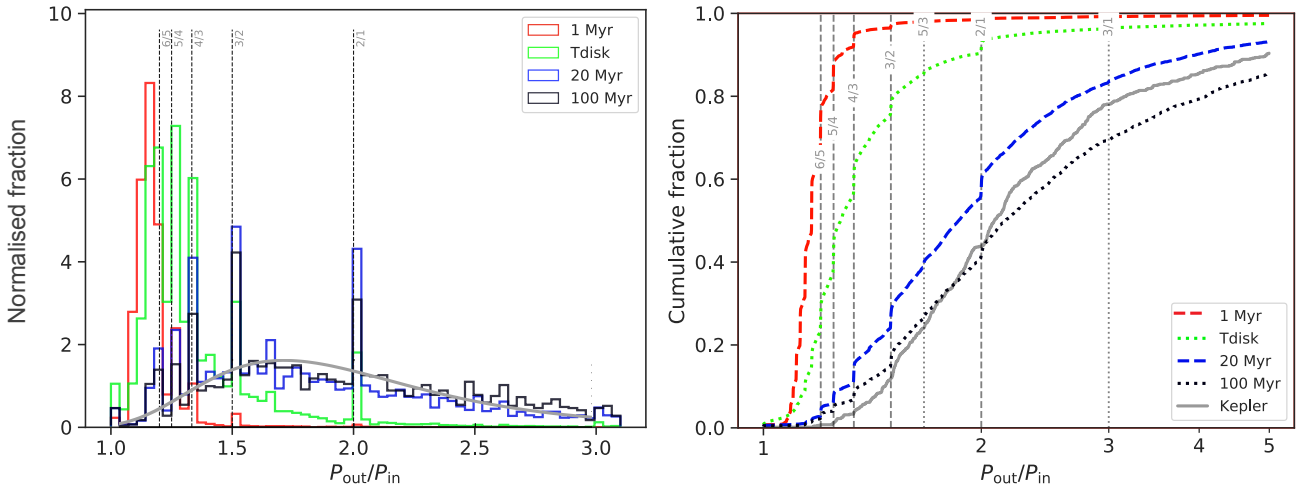 10
8
6
4
2
0
Normalised fraction
6/5
5/4
4/3
3/2
2/1
1 Myr
Tdisk
20 Myr
100 Myr
1.0
1.5
2.0
2.5
3.0
P_out/P_in
1.0
0.8
0.6
0.4
0.2
0.0
Cumulative fraction
6/5
5/4
4/3
3/2
5/3
2/1
3/1
1 Myr
Tdisk
20 Myr
100 Myr
Kepler
1
2
3
4
5
P_out/P_in